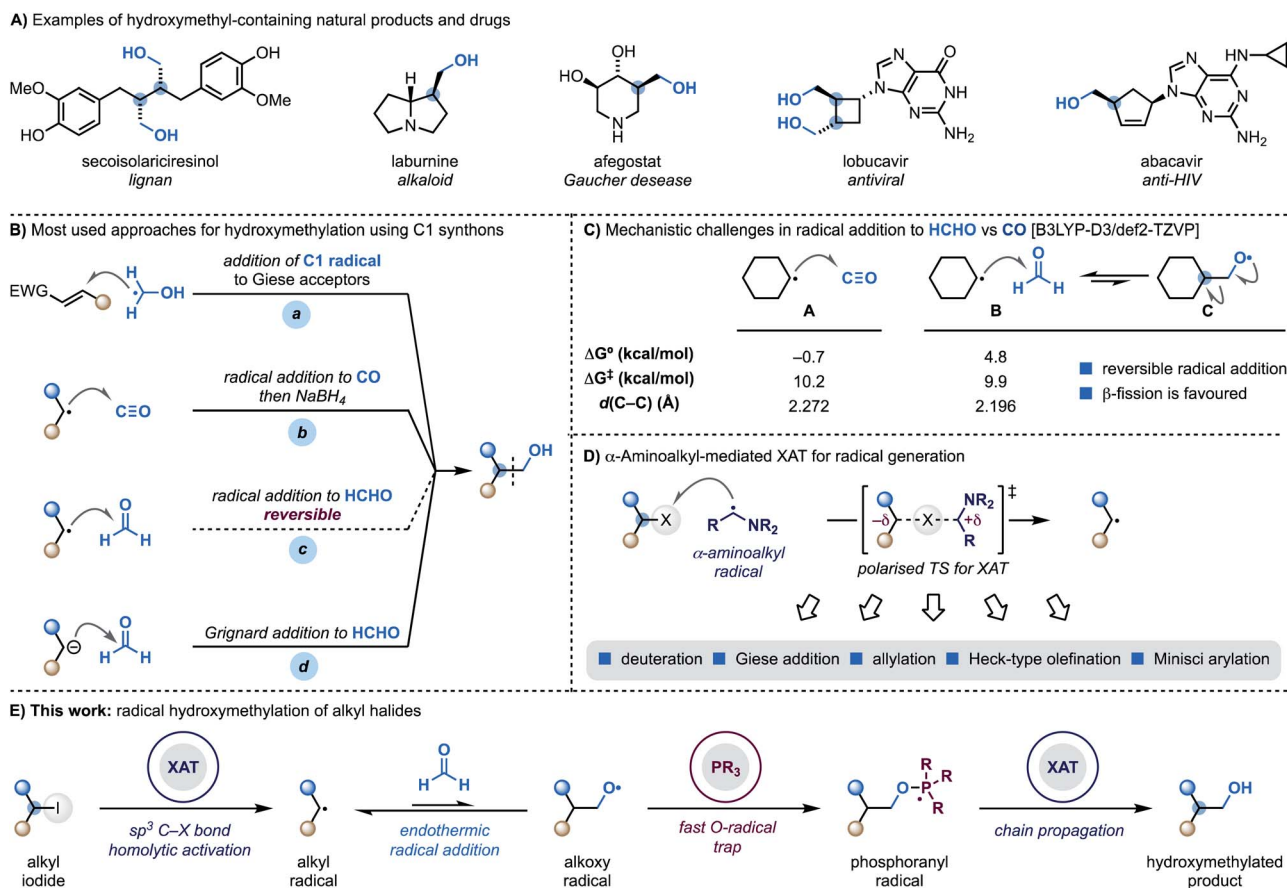 A) Examples of hydroxymethyl-containing natural products and drugs
HO
OH
MeO
OMe
HO
OH
secoisolariciresinol
lignan
H
OH
N
laburnine
alkaloid
OH
HO
OH
N
H
afegostat
Gaucher desease
O
N
NH
N
N
NH2
HO
HO
lobucavir
antiviral
HN
N
N
N
N
NH2
HO
abacavir
anti-HIV
B) Most used approaches for hydroxymethylation using C1 synthons
EWG
H
OH
H
addition of C1 radical
to Giese acceptors
a
C≡O
radical addition to CO
then NaBH4
b
O
H H
radical addition to HCHO
reversible
c
O
H H
Grignard addition to HCHO
d
OH
C) Mechanistic challenges in radical addition to HCHO vs CO [B3LYP-D3/def2-TZVP]
C≡O
O
H H
O•
A
B
C
ΔGº (kcal/mol)
–0.7
4.8
ΔG‡ (kcal/mol)
10.2
9.9
d(C–C) (Å)
2.272
2.196
reversible radical addition
β-fission is favoured
D) α-Aminoalkyl-mediated XAT for radical generation
X
R
NR2
α-aminoalkyl
radical
–δ
X
NR2
+δ
R
‡
polarised TS for XAT
deuteration
Giese addition
allylation
Heck-type olefination
Minisci arylation
E) This work: radical hydroxymethylation of alkyl halides
I
alkyl
iodide
XAT
sp3 C–X bond
homolytic activation
alkyl
radical
O
H H
endothermic
radical addition
O•
alkoxy
radical
PR3
fast O-radical
trap
R
O
P
R
R
phosphoranyl
radical
XAT
chain propagation
OH
hydroxymethylated
product